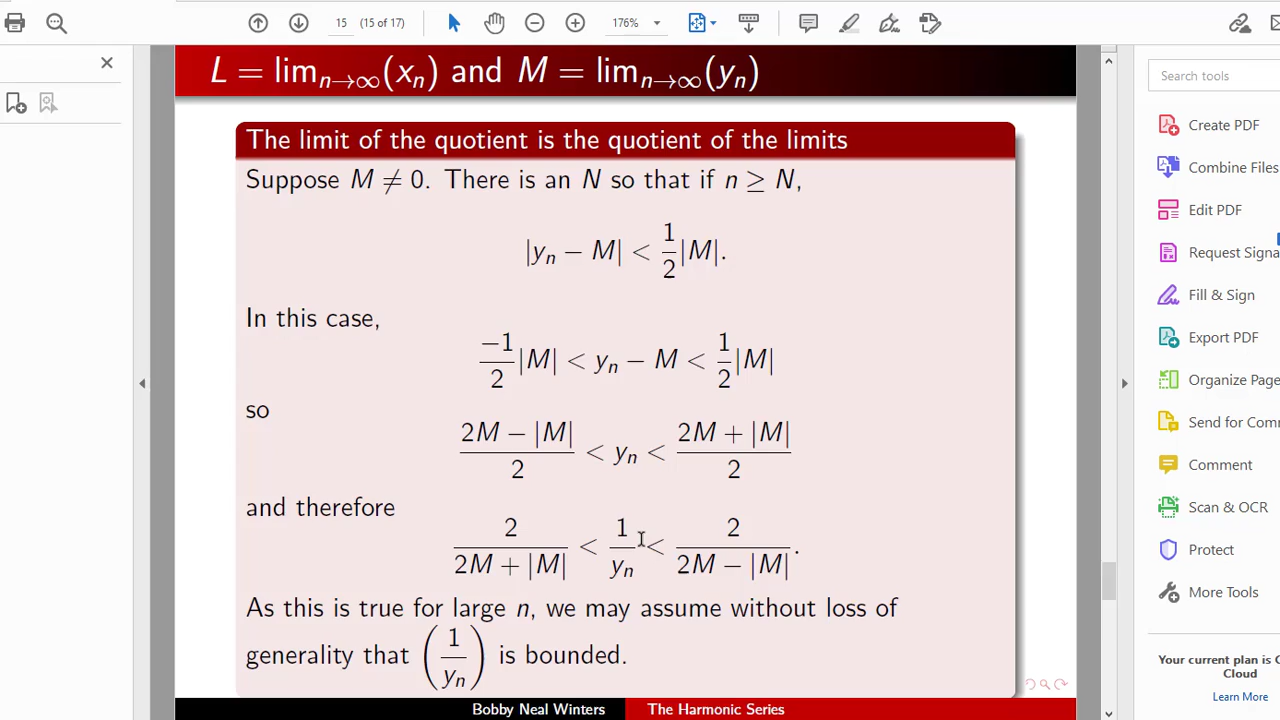 15 (15 of 17) 176%
L = lim_{n→∞}(x_n) and M = lim_{n→∞}(y_n)
The limit of the quotient is the quotient of the limits
Suppose M ≠ 0. There is an N so that if n ≥ N,
|y_n − M| < 1/2 |M|.
In this case,
−1/2 |M| < y_n − M < 1/2 |M|
so
(2M − |M|)/2 < y_n < (2M + |M|)/2
and therefore
2/(2M + |M|) < 1/y_n < 2/(2M − |M|).
As this is true for large n, we may assume without loss of
generality that (1/y_n) is bounded.
Bobby Neal Winters The Harmonic Series
Search tools
Create PDF
Combine Files
Edit PDF
Request Signa
Fill & Sign
Export PDF
Organize Page
Send for Com
Comment
Scan & OCR
Protect
More Tools
Your current plan is C
Cloud
Learn More